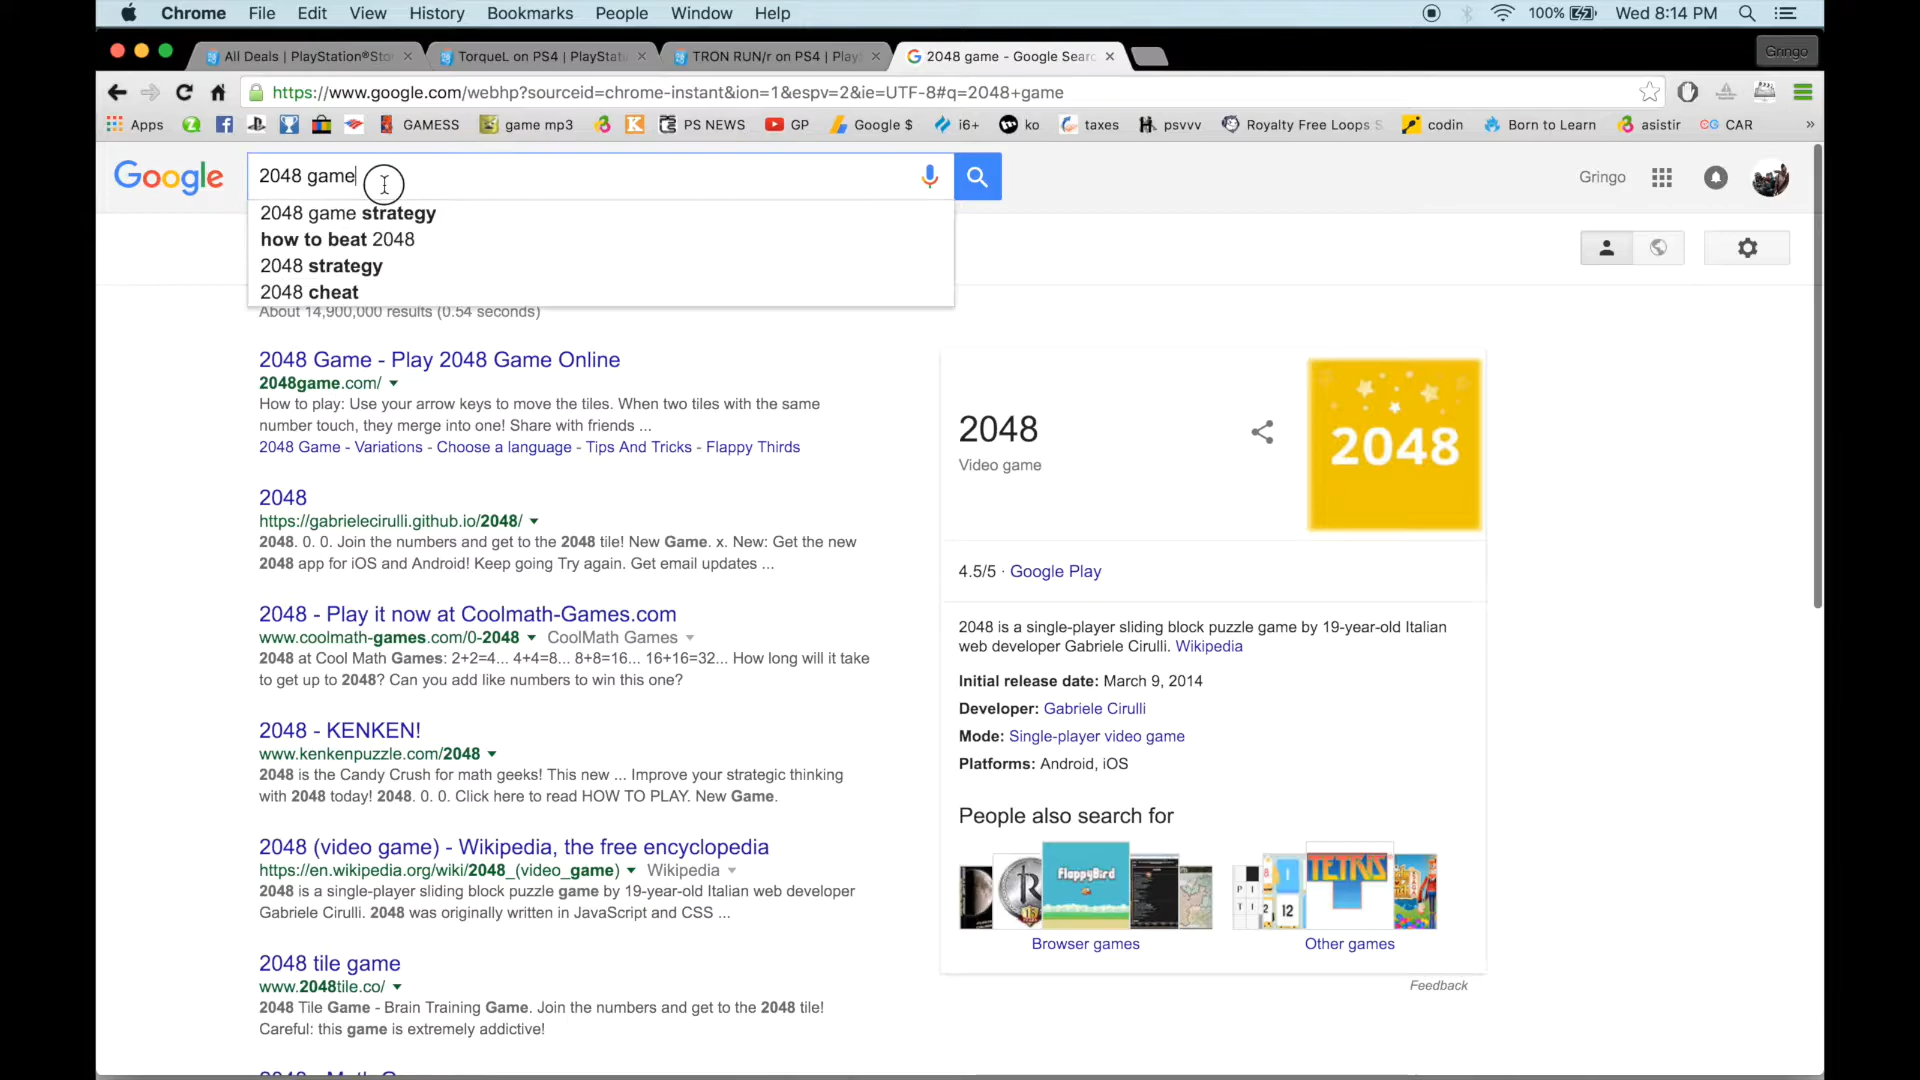 Chrome File Edit View History Bookmarks People Window Help 100% Wed 8:14 PM
All Deals | PlayStation®Sto TorqueL on PS4 | PlayStati TRON RUN/r on PS4 | Play 2048 game - Google Searc Gringo
https://www.google.com/webhp?sourceid=chrome-instant&ion=1&espv=2&ie=UTF-8#q=2048+game
Apps GAMESS game mp3 PS NEWS GP Google $ i6+ ko taxes psvvv Royalty Free Loops S codin Born to Learn asistir CAR »
Google 2048 game Gringo
2048 game strategy
how to beat 2048
2048 strategy
2048 cheat
About 14,900,000 results (0.54 seconds)
2048 Game - Play 2048 Game Online
2048game.com/
How to play: Use your arrow keys to move the tiles. When two tiles with the same
number touch, they merge into one! Share with friends ...
2048 Game - Variations - Choose a language - Tips And Tricks - Flappy Thirds
2048
https://gabrielecirulli.github.io/2048/
2048. 0. 0. Join the numbers and get to the 2048 tile! New Game. x. New: Get the new
2048 app for iOS and Android! Keep going Try again. Get email updates ...
2048 - Play it now at Coolmath-Games.com
www.coolmath-games.com/0-2048 CoolMath Games
2048 at Cool Math Games: 2+2=4... 4+4=8... 8+8=16... 16+16=32... How long will it take
to get up to 2048? Can you add like numbers to win this one?
2048 - KENKEN!
www.kenkenpuzzle.com/2048
2048 is the Candy Crush for math geeks! This new ... Improve your strategic thinking
with 2048 today! 2048. 0. 0. Click here to read HOW TO PLAY. New Game.
2048 (video game) - Wikipedia, the free encyclopedia
https://en.wikipedia.org/wiki/2048_(video_game) Wikipedia
2048 is a single-player sliding block puzzle game by 19-year-old Italian web developer
Gabriele Cirulli. 2048 was originally written in JavaScript and CSS ...
2048 tile game
www.2048tile.co/
2048 Tile Game - Brain Training Game. Join the numbers and get to the 2048 tile!
Careful: this game is extremely addictive!
2048
Video game
2048
4.5/5 · Google Play
2048 is a single-player sliding block puzzle game by 19-year-old Italian
web developer Gabriele Cirulli. Wikipedia
Initial release date: March 9, 2014
Developer: Gabriele Cirulli
Mode: Single-player video game
Platforms: Android, iOS
People also search for
FlappyBird
TETRIS
Browser games Other games
Feedback